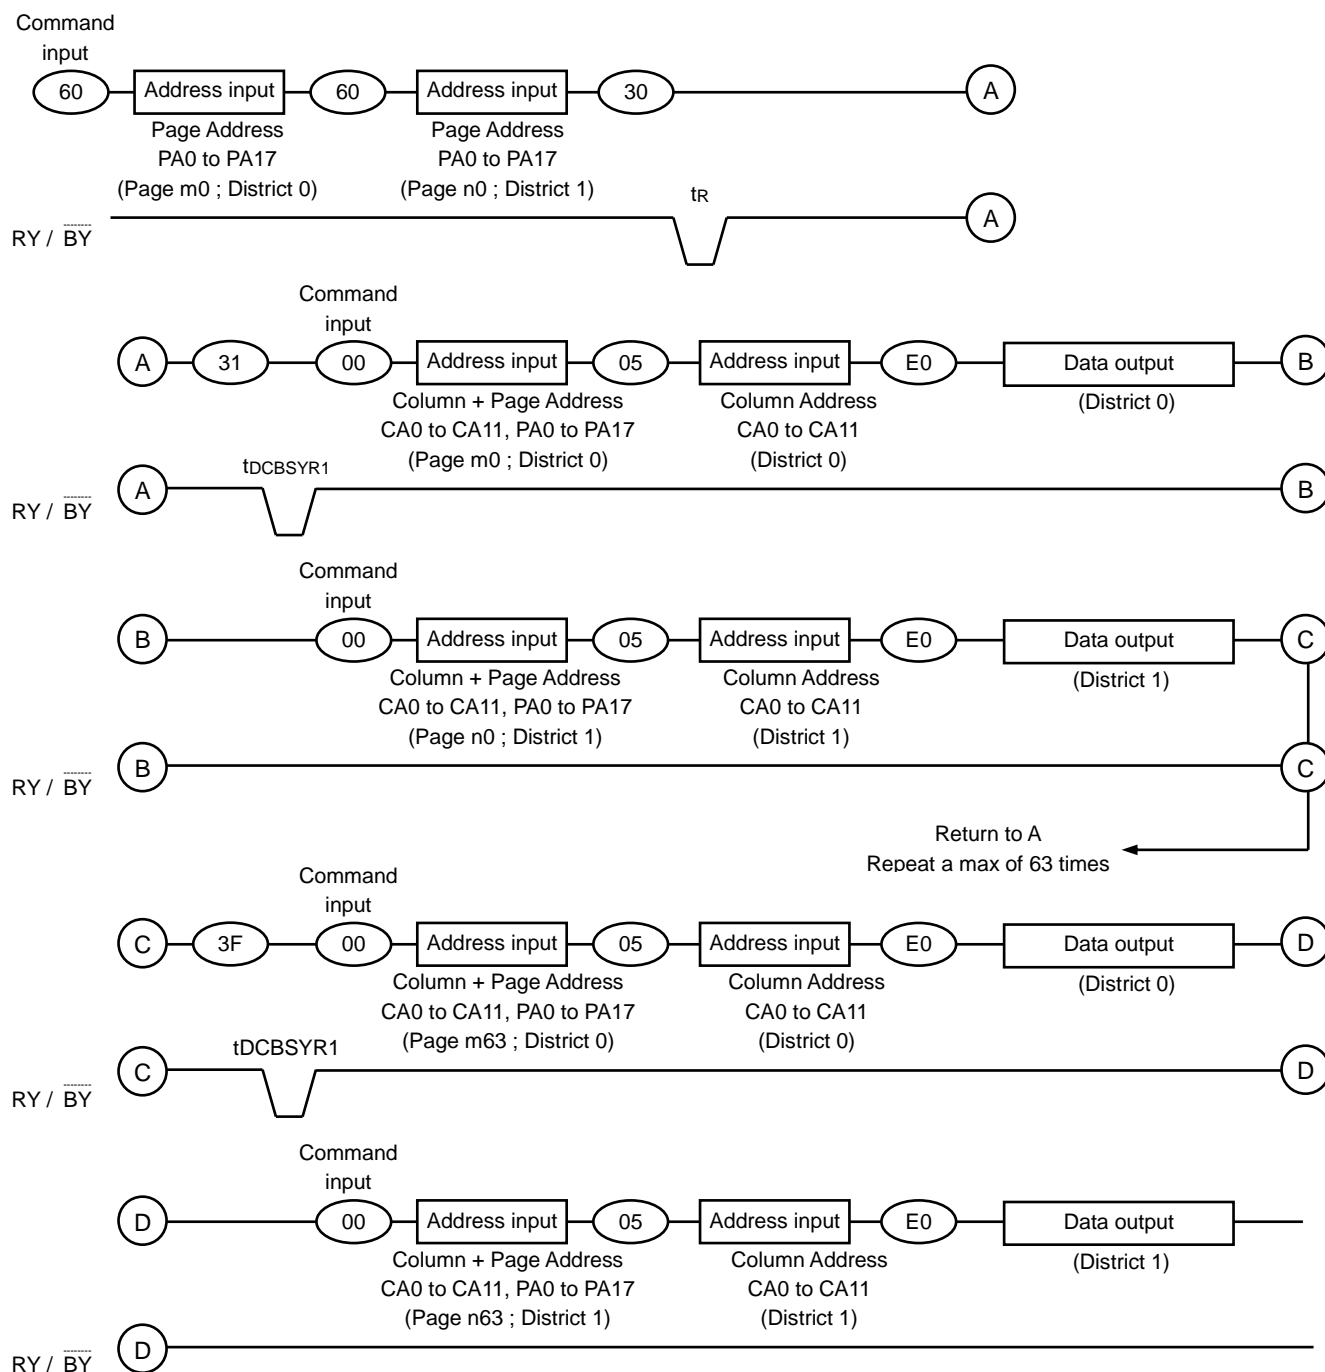 Command
input
60 Address input 60 Address input 30 A
Page Address Page Address
PA0 to PA17 PA0 to PA17
(Page m0 ; District 0) (Page n0 ; District 1) tR
A
RY / BY
Command
input
A 31 00 Address input 05 Address input E0 Data output B
Column + Page Address Column Address (District 0)
CA0 to CA11, PA0 to PA17 CA0 to CA11
(Page m0 ; District 0) (District 0)
tDCBSYR1
A B
RY / BY
Command
input
B 00 Address input 05 Address input E0 Data output C
Column + Page Address Column Address (District 1)
CA0 to CA11, PA0 to PA17 CA0 to CA11
(Page n0 ; District 1) (District 1)
B C
RY / BY
Return to A
Repeat a max of 63 times
Command
input
C 3F 00 Address input 05 Address input E0 Data output D
Column + Page Address Column Address (District 0)
CA0 to CA11, PA0 to PA17 CA0 to CA11
(Page m63 ; District 0) (District 0)
tDCBSYR1
C D
RY / BY
Command
input
D 00 Address input 05 Address input E0 Data output
Column + Page Address Column Address (District 1)
CA0 to CA11, PA0 to PA17 CA0 to CA11
(Page n63 ; District 1) (District 1)
D
RY / BY